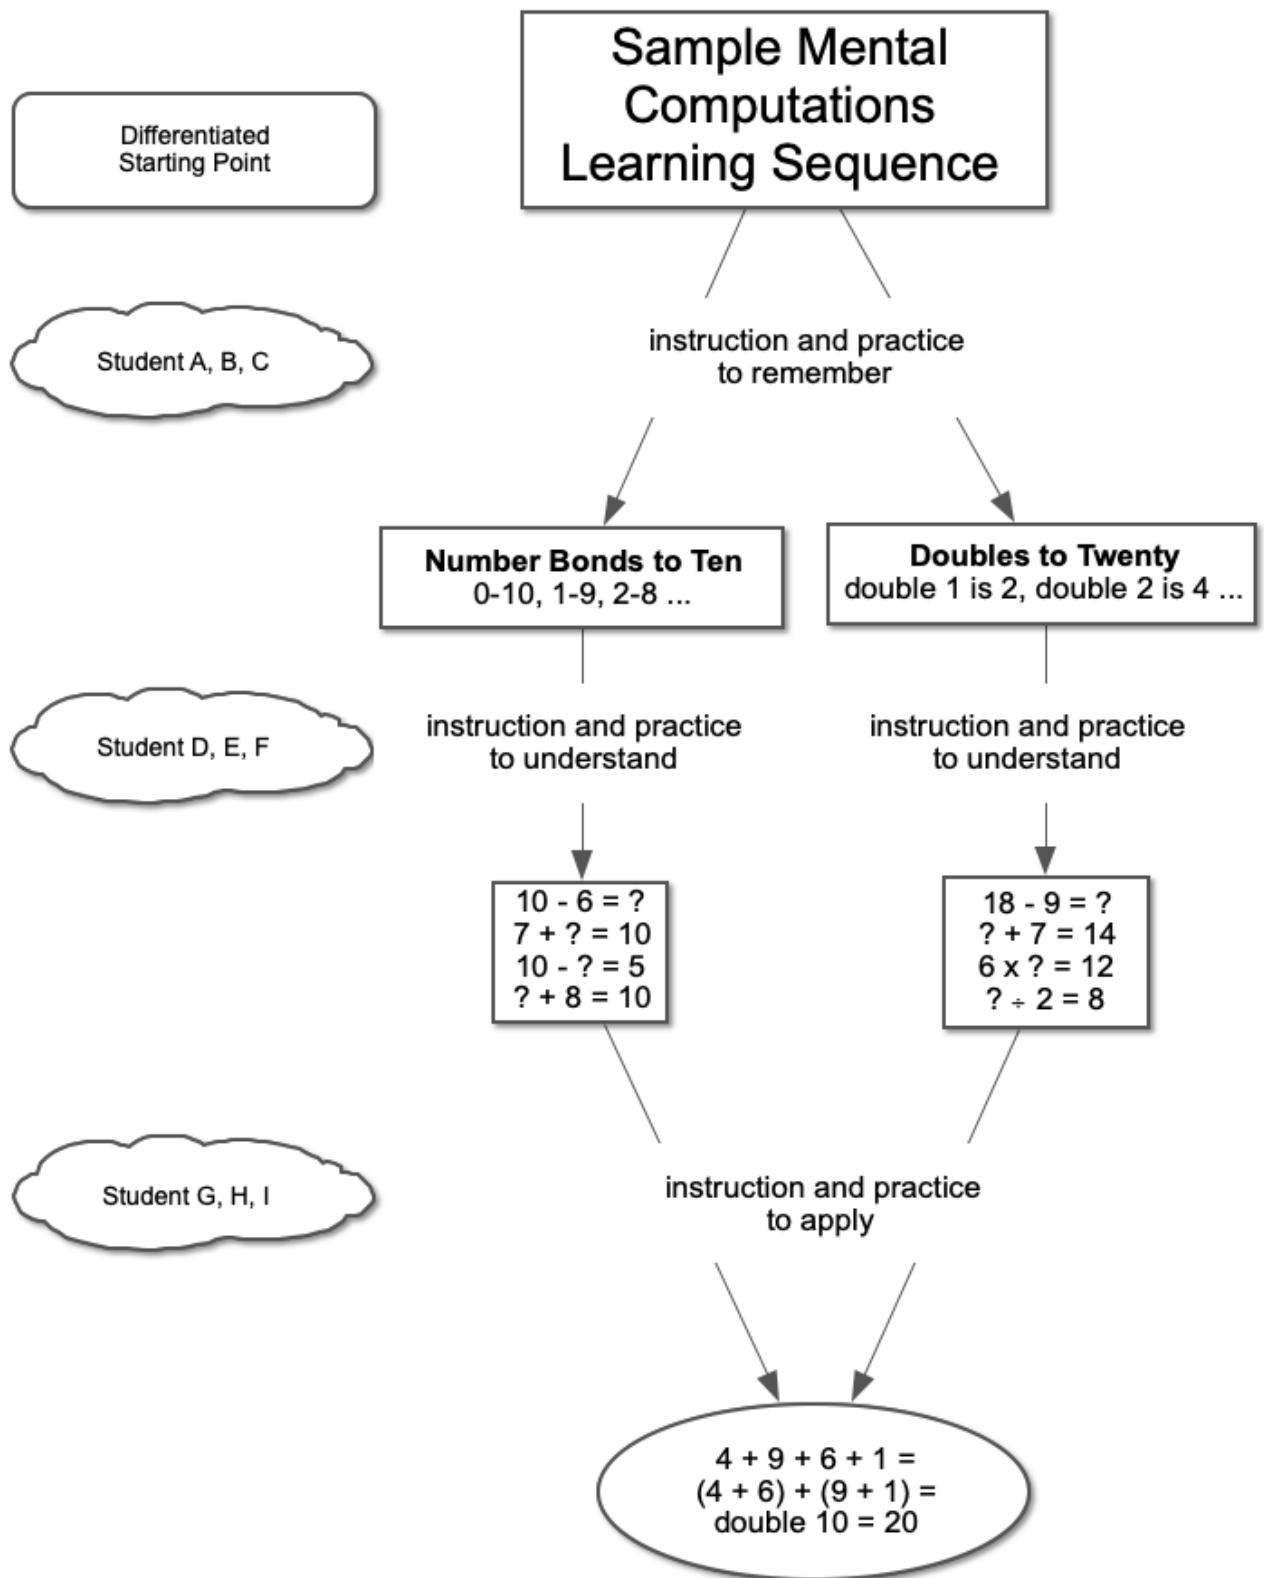 Sample Mental
Computations
Learning Sequence
Differentiated
Starting Point
Student A, B, C
instruction and practice
to remember
Number Bonds to Ten
0-10, 1-9, 2-8 ...
Doubles to Twenty
double 1 is 2, double 2 is 4 ...
Student D, E, F
instruction and practice
to understand
instruction and practice
to understand
10 - 6 = ?
7 + ? = 10
10 - ? = 5
? + 8 = 10
18 - 9 = ?
? + 7 = 14
6 x ? = 12
? ÷ 2 = 8
Student G, H, I
instruction and practice
to apply
4 + 9 + 6 + 1 =
(4 + 6) + (9 + 1) =
double 10 = 20